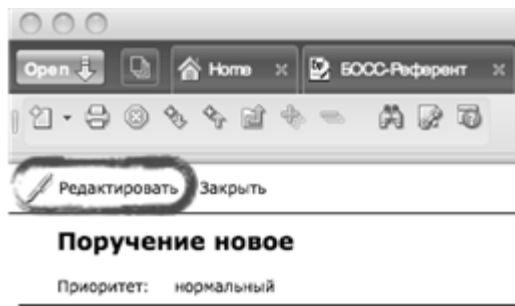 Open Home БОСС-Референт
Редактировать Закрыть
Поручение новое
Приоритет: нормальный